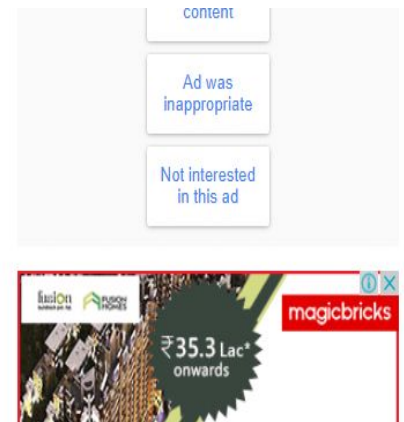 content
Ad was
inappropriate
Not interested
in this ad
fusion
FUSION
HOMES
magicbricks
₹35.3 Lac*
onwards